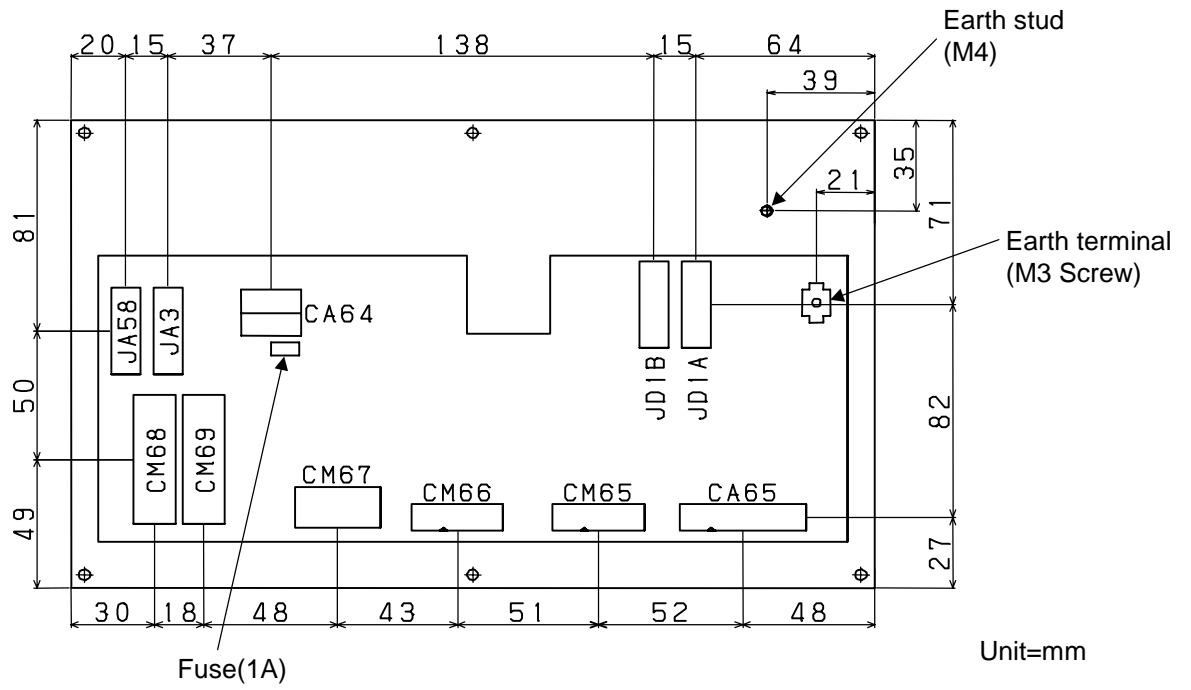 Earth stud
(M4)
20 15 37 138 15 64
39
35
21
71
81
Earth terminal
(M3 Screw)
JA58
JA3
CA64
JD1B
JD1A
50
82
CM68
CM69
CM67
CM66
CM65
CA65
49
27
30 18 48 43 51 52 48
Unit=mm
Fuse(1A)